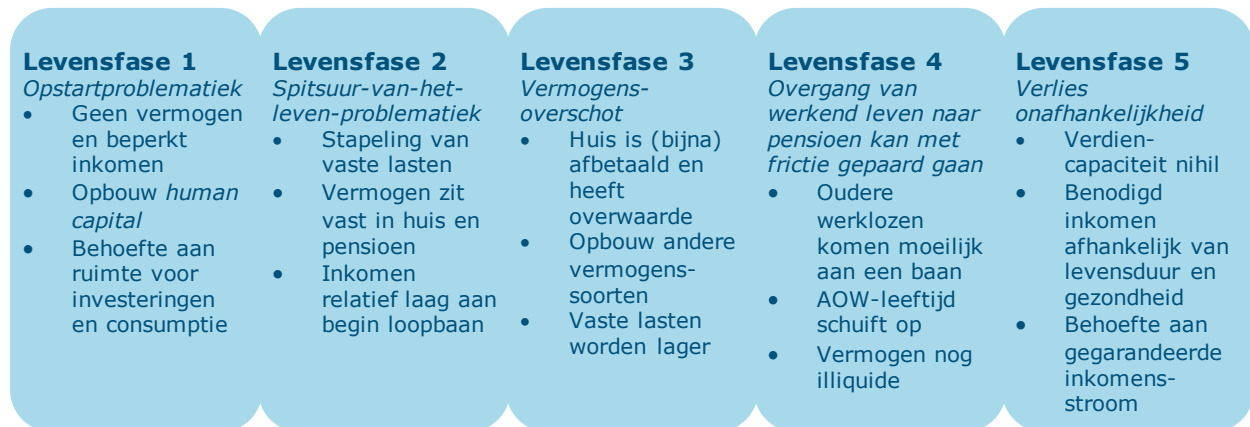 Levensfase 1
Opstartproblematiek
• Geen vermogen
en beperkt
inkomen
• Opbouw human
capital
• Behoefte aan
ruimte voor
investeringen
en consumptie
Levensfase 2
Spitsuur-van-het-
leven-problematiek
• Stapeling van
vaste lasten
• Vermogen zit
vast in huis en
pensioen
• Inkomen
relatief laag aan
begin loopbaan
Levensfase 3
Vermogens-
overschot
• Huis is (bijna)
afbetaald en
heeft
overwaarde
• Opbouw andere
vermogens-
soorten
• Vaste lasten
worden lager
Levensfase 4
Overgang van
werkend leven naar
pensioen kan met
frictie gepaard gaan
• Oudere
werklozen
komen moeilijk
aan een baan
• AOW-leeftijd
schuift op
• Vermogen nog
illiquide
Levensfase 5
Verlies
onafhankelijkheid
• Verdien-
capaciteit nihil
• Benodigd
inkomen
afhankelijk van
levensduur en
gezondheid
• Behoefte aan
gegarandeerde
inkomens-
stroom